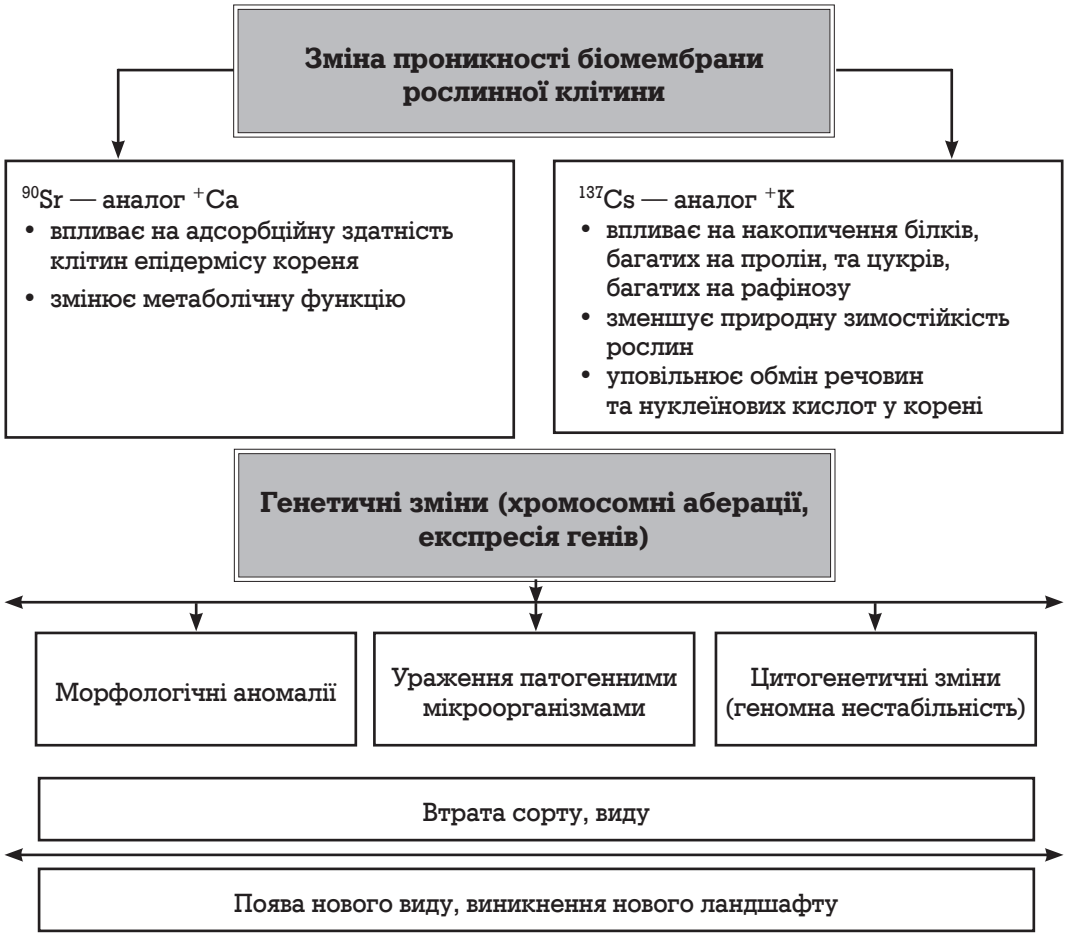 Зміна проникності біомембрани
рослинної клітини
⁹⁰Sr — аналог ⁺Ca
• впливає на адсорбційну здатність
клітин епідермісу кореня
• змінює метаболічну функцію
¹³⁷Cs — аналог ⁺K
• впливає на накопичення білків,
багатих на пролін, та цукрів,
багатих на рафінозу
• зменшує природну зимостійкість
рослин
• уповільнює обмін речовин
та нуклеїнових кислот у корені
Генетичні зміни (хромосомні аберації,
експресія генів)
Морфологічні аномалії
Ураження патогенними
мікроорганізмами
Цитогенетичні зміни
(геномна нестабільність)
Втрата сорту, виду
Поява нового виду, виникнення нового ландшафту